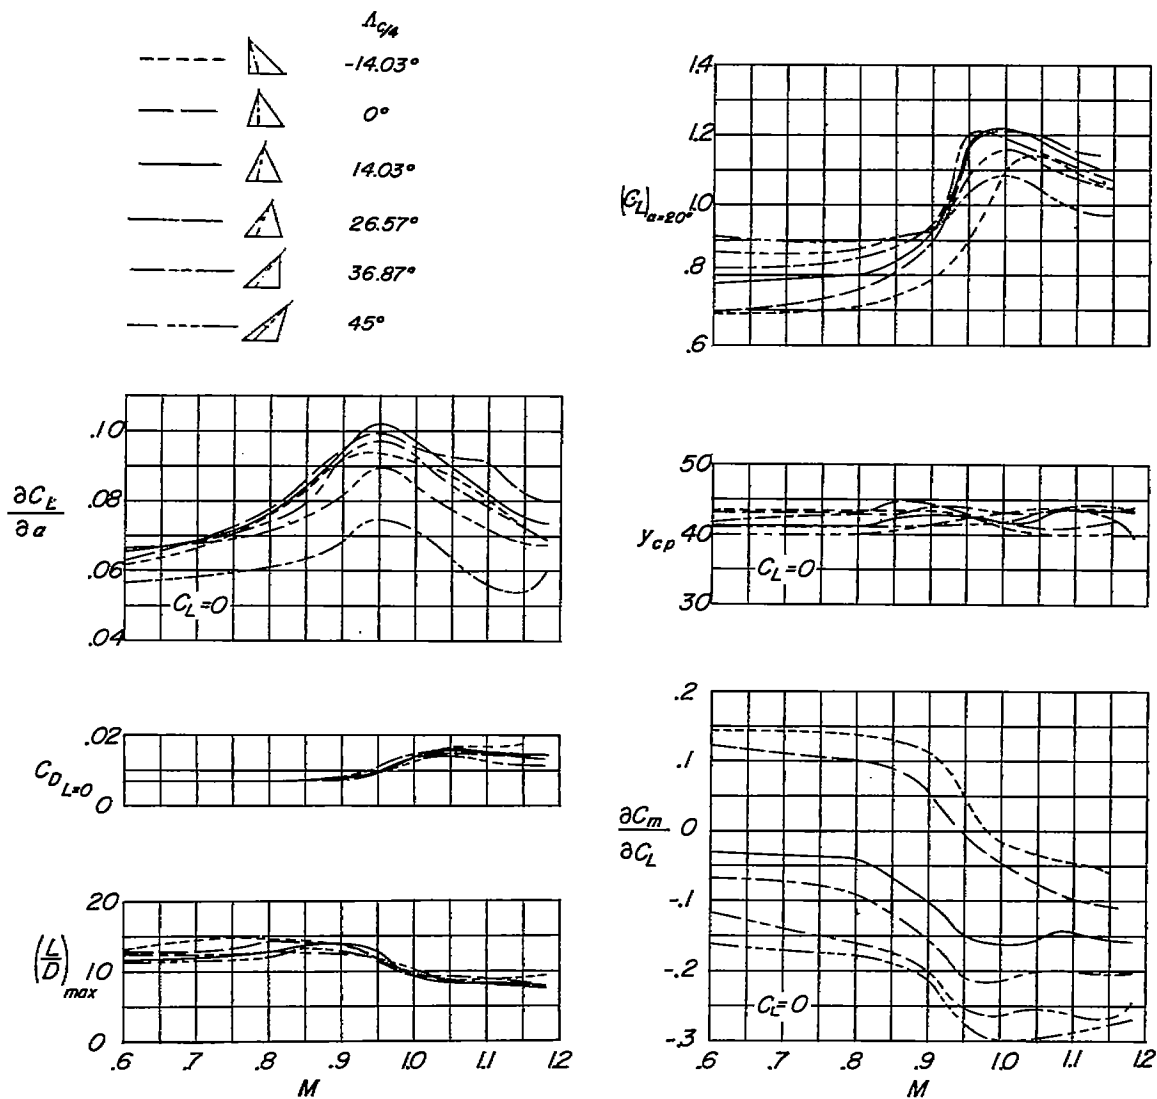 Λc/4
-14.03°
0°
14.03°
26.57°
36.87°
45°
1.4
1.2
1.0
.8
.6
(CL)α=20°
.10
.08
.06
.04
∂CL
∂α
CL=0
50
40
30
ycp
CL=0
.02
0
CDL=0
.2
.1
0
-.1
-.2
-.3
∂Cm
∂CL
CL=0
20
10
0
(L/D)max
.6 .7 .8 .9 1.0 1.1 1.2
M
.6 .7 .8 .9 1.0 1.1 1.2
M